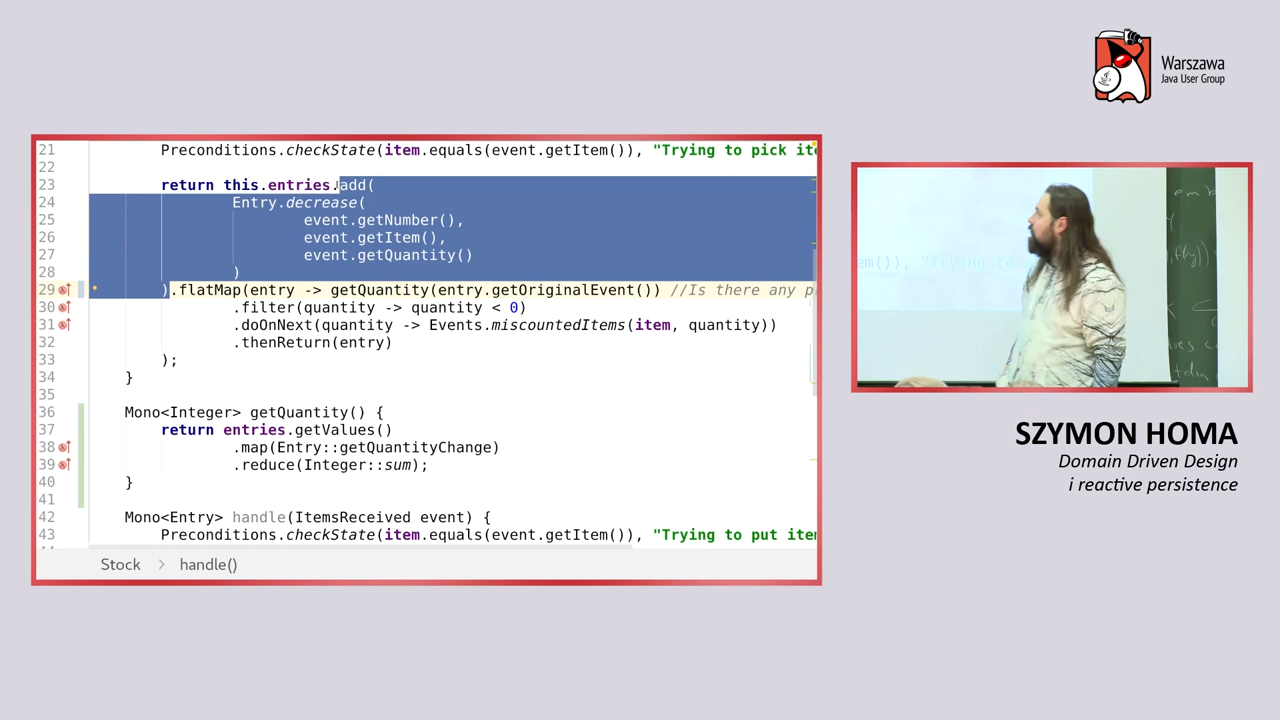 Warszawa
Java User Group
21 Preconditions.checkState(item.equals(event.getItem()), "Trying to pick
22
23 return this.entries.add(
24 Entry.decrease(
25 event.getNumber(),
26 event.getItem(),
27 event.getQuantity()
28 )
29 ).flatMap(entry -> getQuantity(entry.getOriginalEvent()) //Is there any
30 .filter(quantity -> quantity < 0)
31 .doOnNext(quantity -> Events.miscountedItems(item, quantity))
32 .thenReturn(entry)
33 );
34 }
35
36 Mono<Integer> getQuantity() {
37 return entries.getValues()
38 .map(Entry::getQuantityChange)
39 .reduce(Integer::sum);
40 }
41
42 Mono<Entry> handle(ItemsReceived event) {
43 Preconditions.checkState(item.equals(event.getItem()), "Trying to put
Stock > handle()
SZYMON HOMA
Domain Driven Design
i reactive persistence